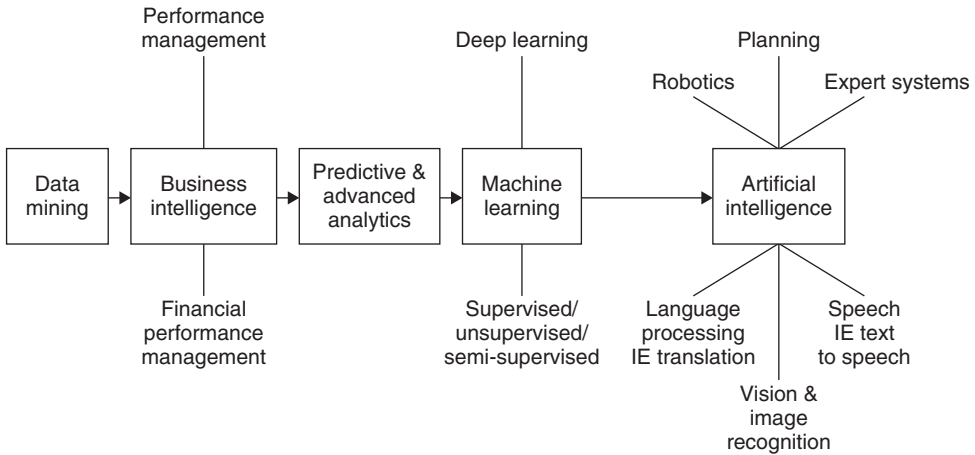 Performance
management
Deep learning
Planning
Robotics
Expert systems
Data
mining
Business
intelligence
Predictive &
advanced
analytics
Machine
learning
Artificial
intelligence
Financial
performance
management
Supervised/
unsupervised/
semi-supervised
Language
processing
IE translation
Speech
IE text
to speech
Vision &
image
recognition